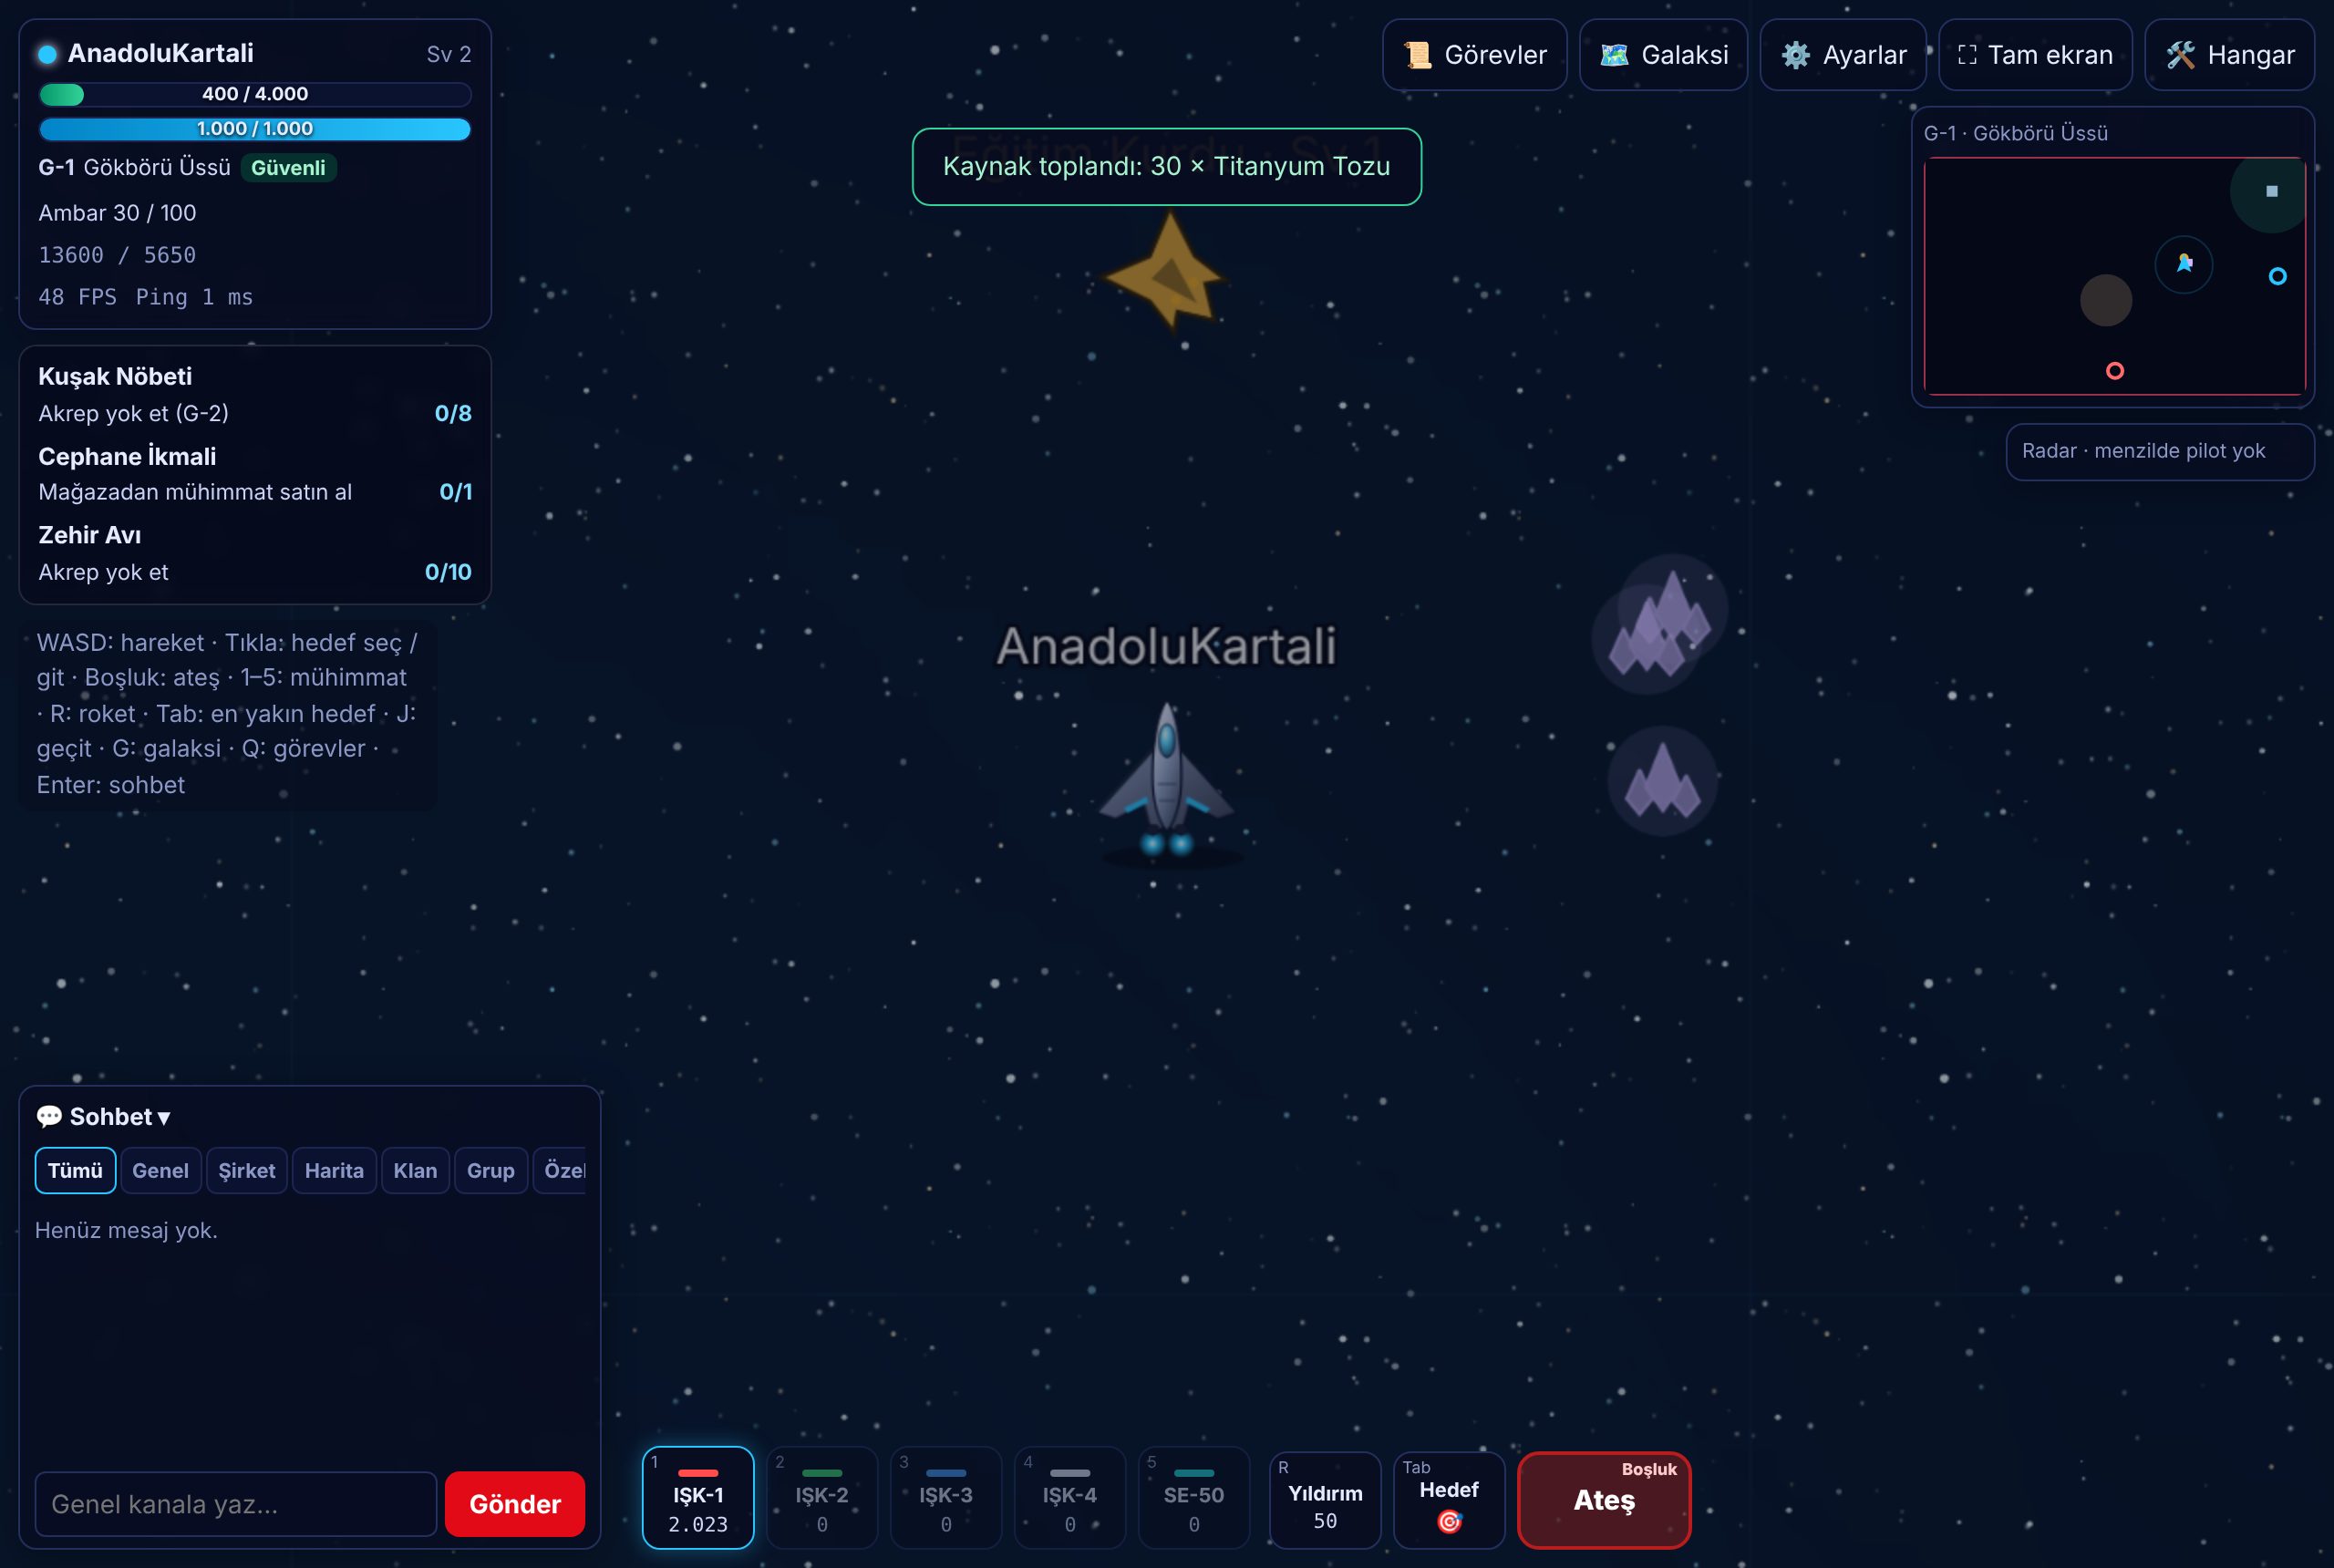 AnadoluKartali Sv 2
400 / 4.000
1.000 / 1.000
G-1 Gökbörü Üssü Güvenli
Ambar 30 / 100
13600 / 5650
48 FPS Ping 1 ms
Kuşak Nöbeti
Akrep yok et (G-2) 0/8
Cephane İkmali
Mağazadan mühimmat satın al 0/1
Zehir Avı
Akrep yok et 0/10
WASD: hareket · Tıkla: hedef seç /
git · Boşluk: ateş · 1–5: mühimmat
· R: roket · Tab: en yakın hedef · J:
geçit · G: galaksi · Q: görevler ·
Enter: sohbet
📜 Görevler
🗺️ Galaksi
⚙️ Ayarlar
⛶ Tam ekran
🛠️ Hangar
Eğitim Kurdu · Sv 1
Kaynak toplandı: 30 × Titanyum Tozu
G-1 · Gökbörü Üssü
Radar · menzilde pilot yok
AnadoluKartali
💬 Sohbet ▾
Tümü Genel Şirket Harita Klan Grup Özel
Henüz mesaj yok.
Genel kanala yaz...
Gönder
1 IŞK-1 2.023
2 IŞK-2 0
3 IŞK-3 0
4 IŞK-4 0
5 SE-50 0
R Yıldırım 50
Tab Hedef 🎯
Boşluk
Ateş